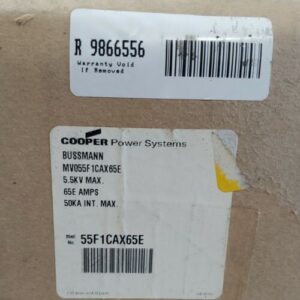 R 9866556
Warranty Void
If Removed
COOPER Power Systems
BUSSMANN
MV055F1CAX65E
5.5KV MAX.
65E AMPS
50KA INT. MAX.
55F1CAX65E